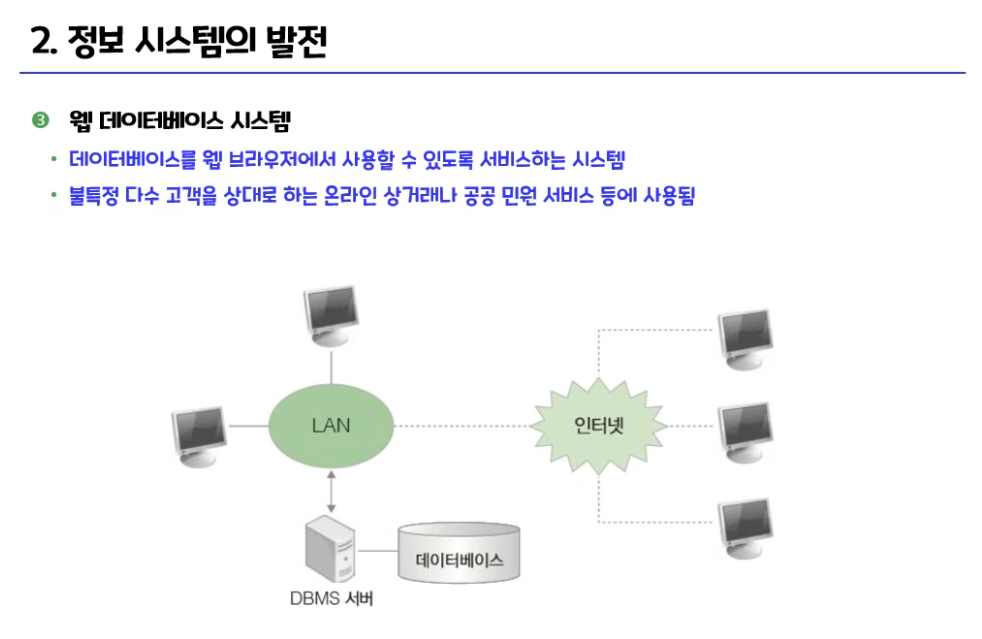 2. 정보 시스템의 발전
3 웹 데이터베이스 시스템
• 데이터베이스를 웹 브라우저에서 사용할 수 있도록 서비스하는 시스템
• 불특정 다수 고객을 상대로 하는 온라인 상거래나 공공 민원 서비스 등에 사용됨
LAN
인터넷
데이터베이스
DBMS 서버